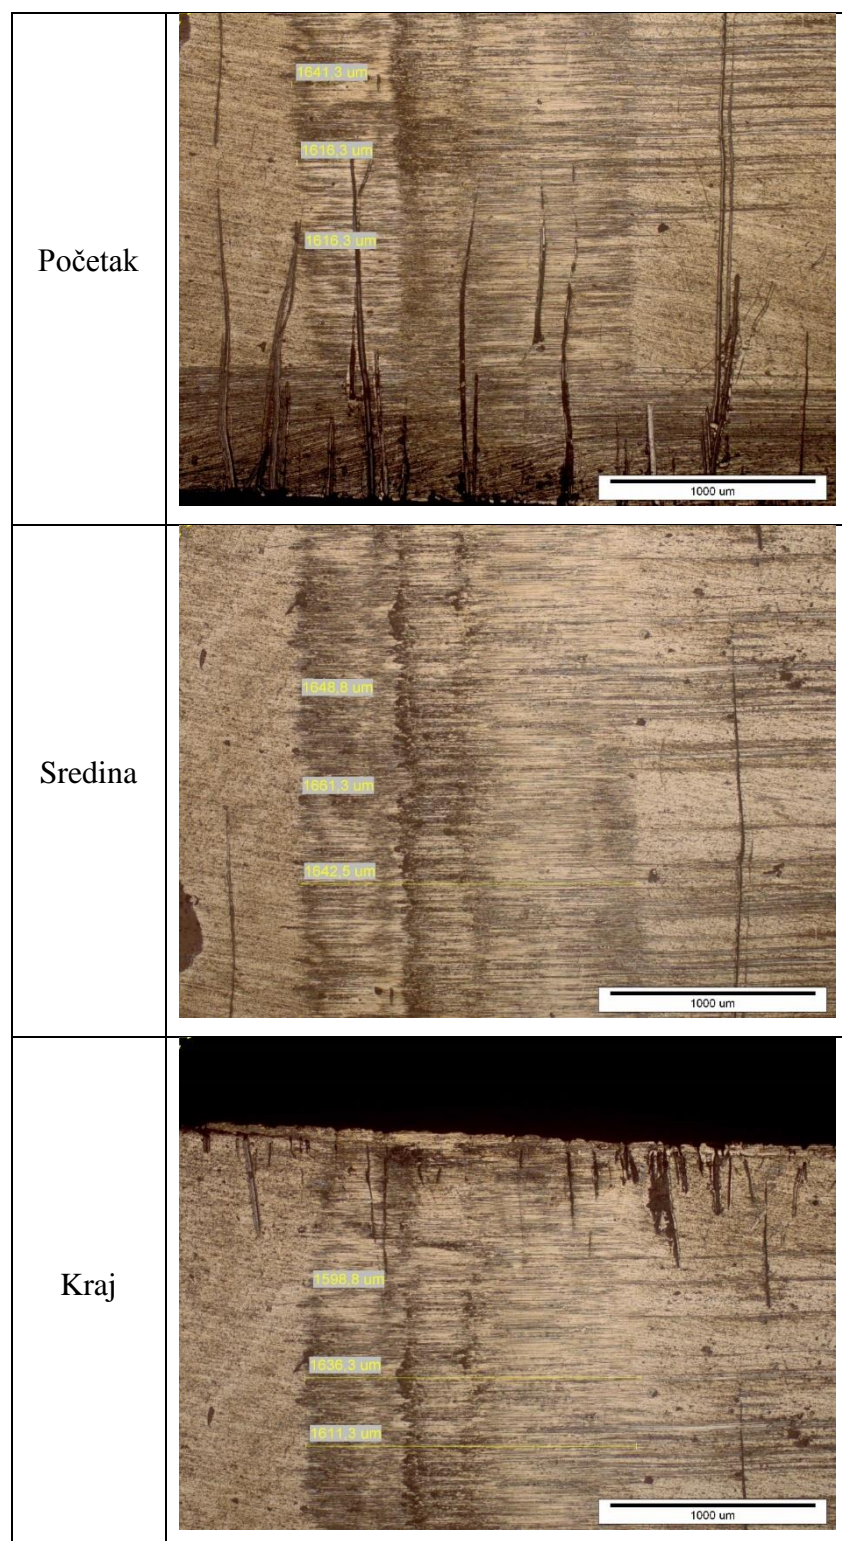 Početak
1641,3 um
1616,3 um
1616,3 um
1000 um
Sredina
1648,8 um
1661,3 um
1642,5 um
1000 um
Kraj
1598,8 um
1636,3 um
1611,3 um
1000 um